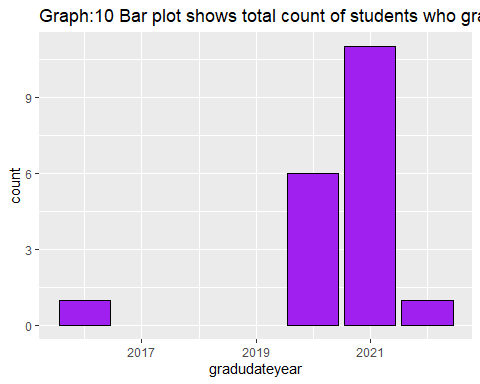 Graph:10 Bar plot shows total count of students who gra
9
6
3
0
count
2017 2019 2021
gradudateyear